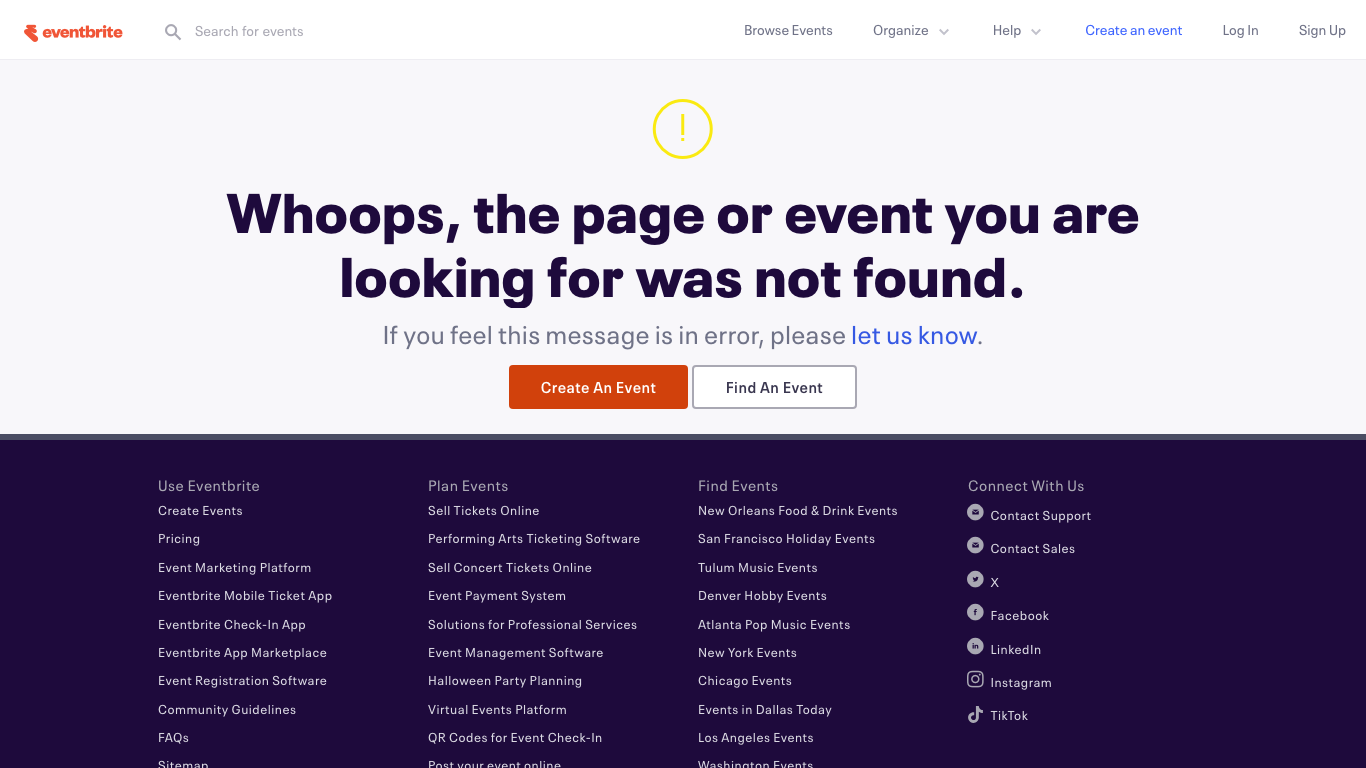 eventbrite
Search for events
Browse Events
Organize
Help
Create an event
Log In
Sign Up
!
Whoops, the page or event you are
looking for was not found.
If you feel this message is in error, please let us know.
Create An Event
Find An Event
Use Eventbrite
Create Events
Pricing
Event Marketing Platform
Eventbrite Mobile Ticket App
Eventbrite Check-In App
Eventbrite App Marketplace
Event Registration Software
Community Guidelines
FAQs
Sitemap
Plan Events
Sell Tickets Online
Performing Arts Ticketing Software
Sell Concert Tickets Online
Event Payment System
Solutions for Professional Services
Event Management Software
Halloween Party Planning
Virtual Events Platform
QR Codes for Event Check-In
Post your event online
Find Events
New Orleans Food & Drink Events
San Francisco Holiday Events
Tulum Music Events
Denver Hobby Events
Atlanta Pop Music Events
New York Events
Chicago Events
Events in Dallas Today
Los Angeles Events
Washington Events
Connect With Us
Contact Support
Contact Sales
X
Facebook
LinkedIn
Instagram
TikTok